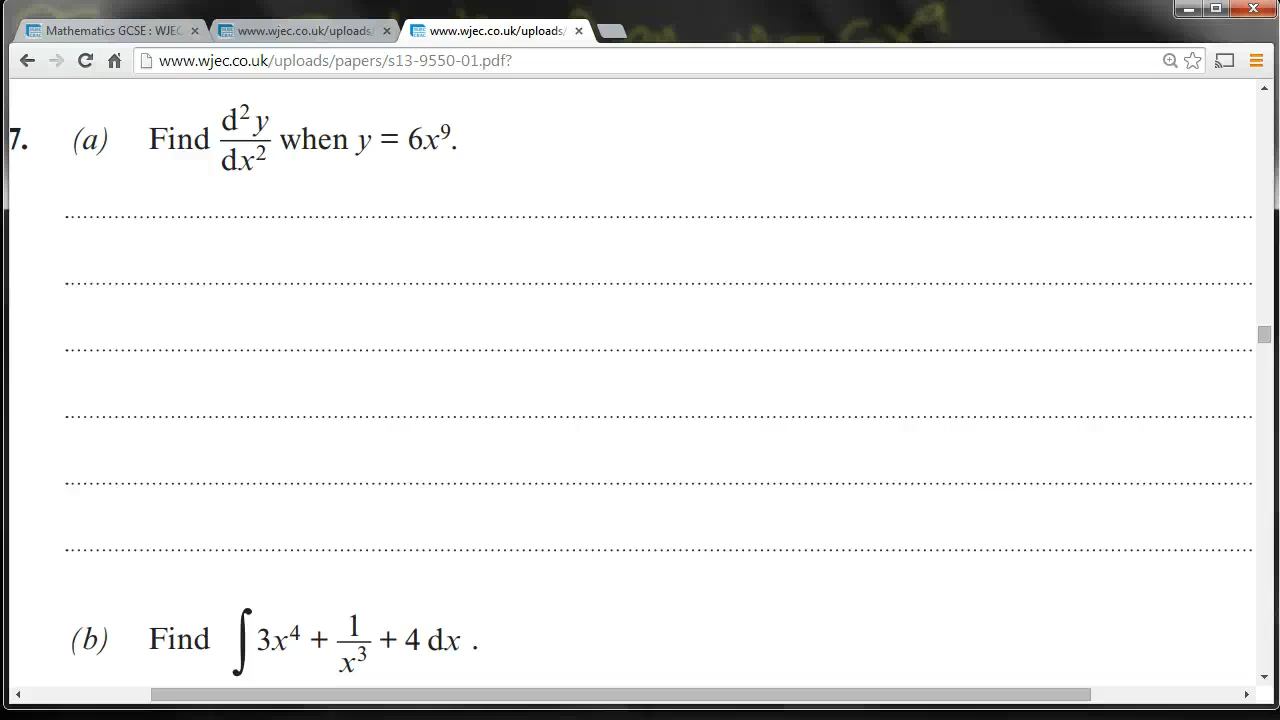 Mathematics GCSE : WJEC
www.wjec.co.uk/uploads/
www.wjec.co.uk/uploads/
www.wjec.co.uk/uploads/papers/s13-9550-01.pdf?
7. (a) Find d²y/dx² when y = 6x⁹.
(b) Find ∫ 3x⁴ + 1/x³ + 4 dx .